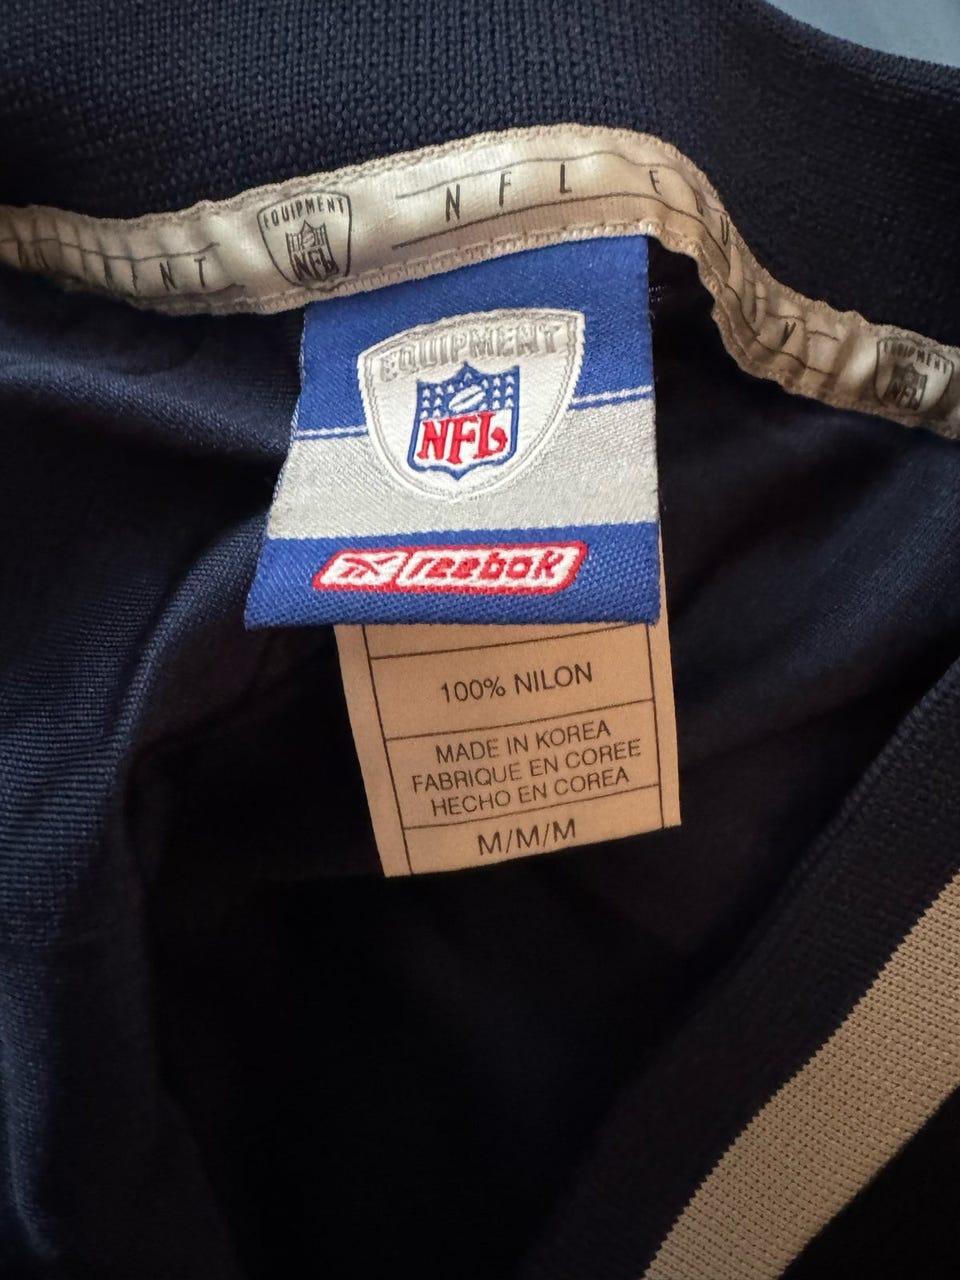 EQUIPMENT
NFL
NFL E
EQUIPMENT
NFL
EQUIPMENT
NFL
reebok
100% NILON
MADE IN KOREA
FABRIQUE EN COREE
HECHO EN COREA
M/M/M